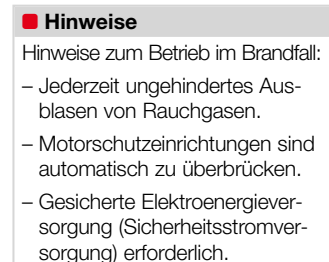 Hinweise
Hinweise zum Betrieb im Brandfall:
– Jederzeit ungehindertes Aus-
blasen von Rauchgasen.
– Motorschutzeinrichtungen sind
automatisch zu überbrücken.
– Gesicherte Elektroenergiever-
sorgung (Sicherheitsstromver-
sorgung) erforderlich.